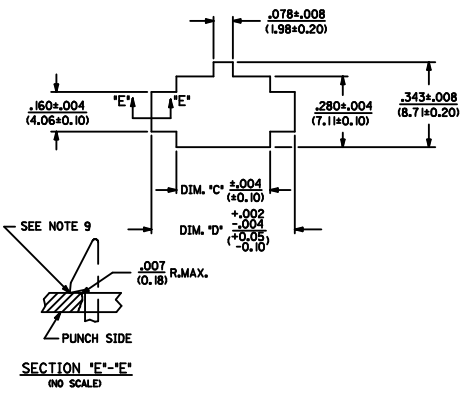 .078±.008
(1.98±0.20)
"E"
"E"
.160±.004
(4.06±0.10)
.280±.004
(7.11±0.10)
.343±.008
(8.71±0.20)
DIM. "C" ±.004
(±0.10)
DIM. "D" +.002
-.004
(+0.05
-0.10)
SEE NOTE 9
.007 R.MAX.
(0.18)
PUNCH SIDE
SECTION "E"-"E"
(NO SCALE)